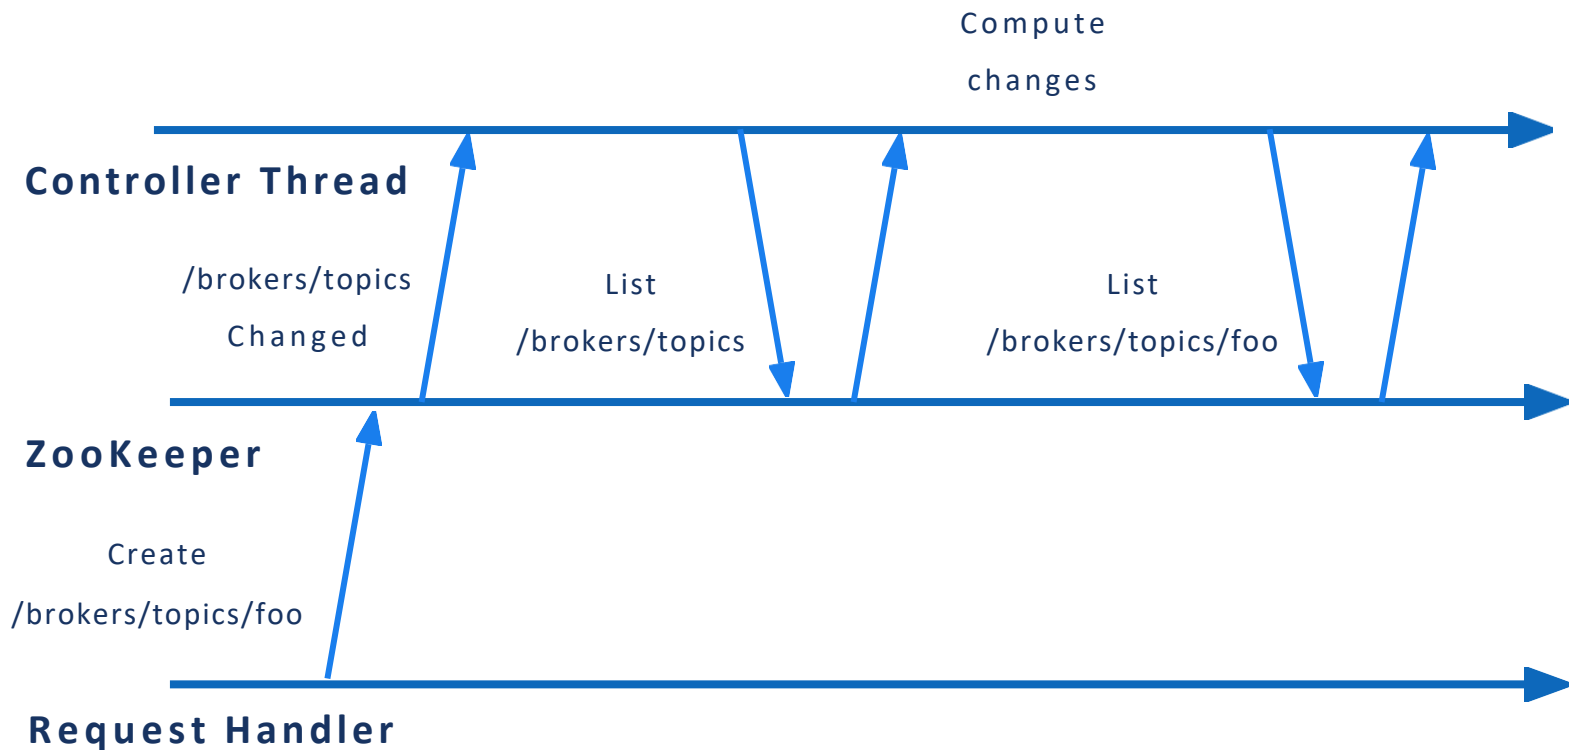 Compute
changes
Controller Thread
/brokers/topics
Changed
List
/brokers/topics
List
/brokers/topics/foo
ZooKeeper
Create
/brokers/topics/foo
Request Handler